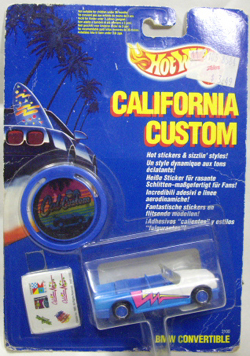 Hot Wheels
CALIFORNIA
CUSTOM
Hot stickers & sizzlin' styles!
Du style dynamique aux tons
éclatants!
Heiße Sticker für rasante
Schlitten-maßgefertigt für Fans!
Incredibili adesivi e linee
aerodinamiche!
Fantastische stickers en
flitsende modellen!
Adhesivos "calientes" y estilos
"fulgurantes"!
BMW CONVERTIBLE